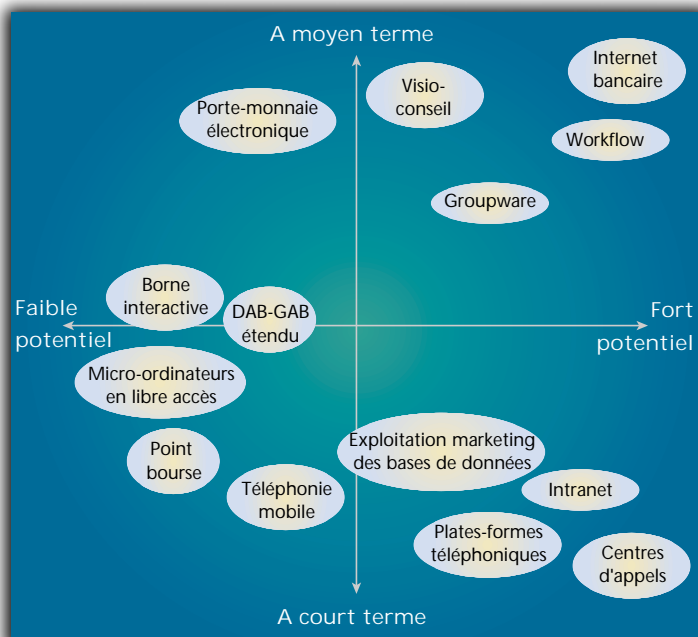 A moyen terme
Internet
bancaire
Visio-
conseil
Porte-monnaie
électronique
Workflow
Groupware
Borne
interactive
DAB-GAB
étendu
Faible
potentiel
Fort
potentiel
Micro-ordinateurs
en libre accès
Exploitation marketing
des bases de données
Point
bourse
Téléphonie
mobile
Intranet
Plates-formes
téléphoniques
Centres
d'appels
A court terme